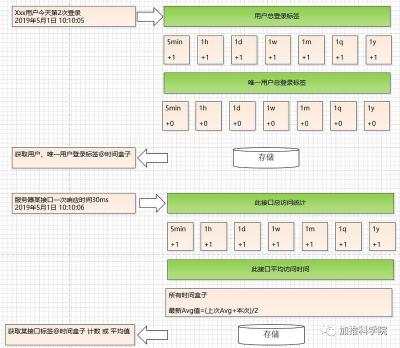 Xxx用户今天第2次登录
2019年5月1日 10:10:05
用户总登录标签
5min 1h 1d 1w 1m 1q 1y
+1 +1 +1 +1 +1 +1 +1
唯一用户总登录标签
5min 1h 1d 1w 1m 1q 1y
+0 +0 +0 +0 +0 +0 +0
获取用户、唯一用户登录标签@时间盒子
存储
服务器某接口一次响应时间30ms
2019年5月1日 10:10:06
此接口总访问统计
5min 1h 1d 1w 1m 1q 1y
+1 +1 +1 +1 +1 +1 +1
此接口平均访问时间
所有时间盒子
最新Avg值=(上次Avg+本次)/2
获取某接口标签@时间盒子 计数 或 平均值
存储
加推科学院